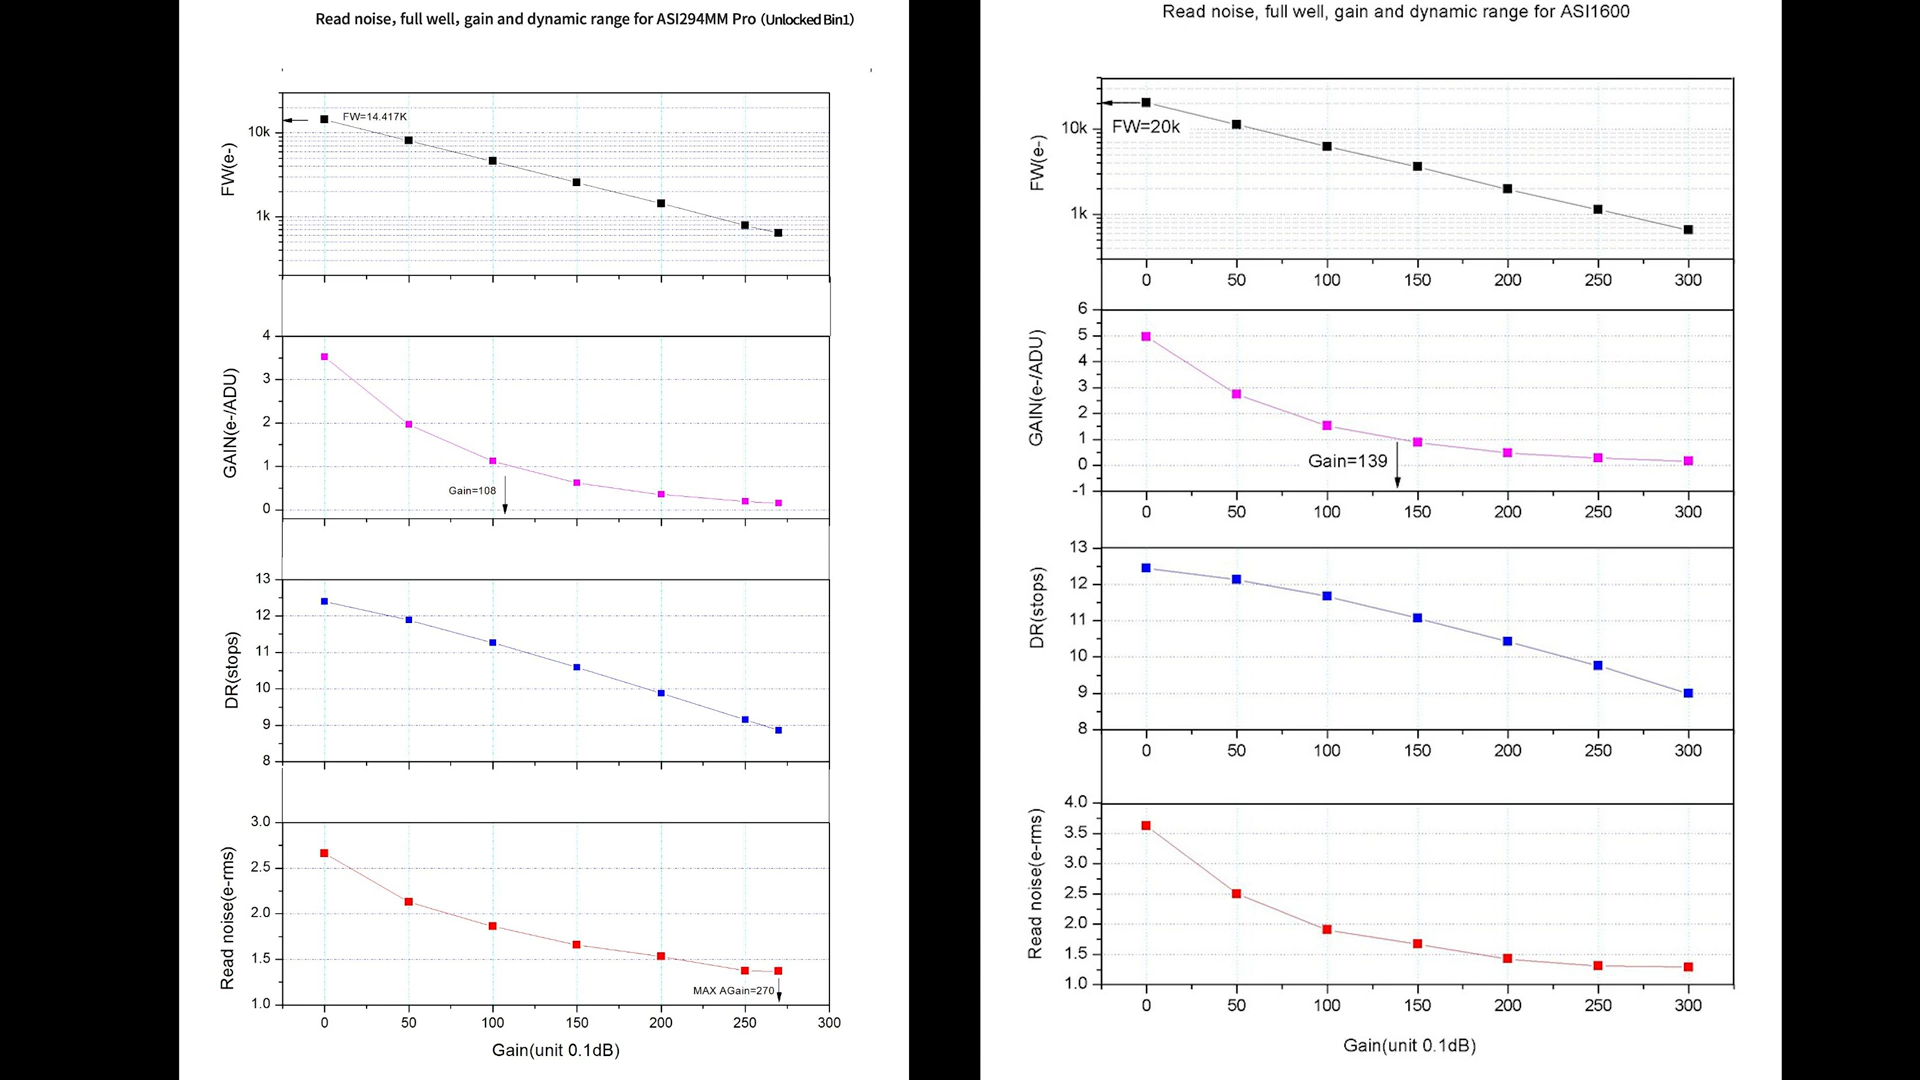 Read noise, full well, gain and dynamic range for ASI294MM Pro (Unlocked Bin1)
FW=14.417K
10k
1k
FW(e-)
4
3
2
1
0
GAIN(e-/ADU)
Gain=108
13
12
11
10
9
8
DR(stops)
3.0
2.5
2.0
1.5
1.0
Read noise(e-rms)
MAX AGain=270
0 50 100 150 200 250 300
Gain(unit 0.1dB)
Read noise, full well, gain and dynamic range for ASI1600
FW=20k
10k
1k
FW(e-)
0 50 100 150 200 250 300
6
5
4
3
2
1
0
-1
GAIN(e-/ADU)
Gain=139
0 50 100 150 200 250 300
13
12
11
10
9
8
DR(stops)
0 50 100 150 200 250 300
4.0
3.5
3.0
2.5
2.0
1.5
1.0
Read noise(e-rms)
0 50 100 150 200 250 300
Gain(unit 0.1dB)